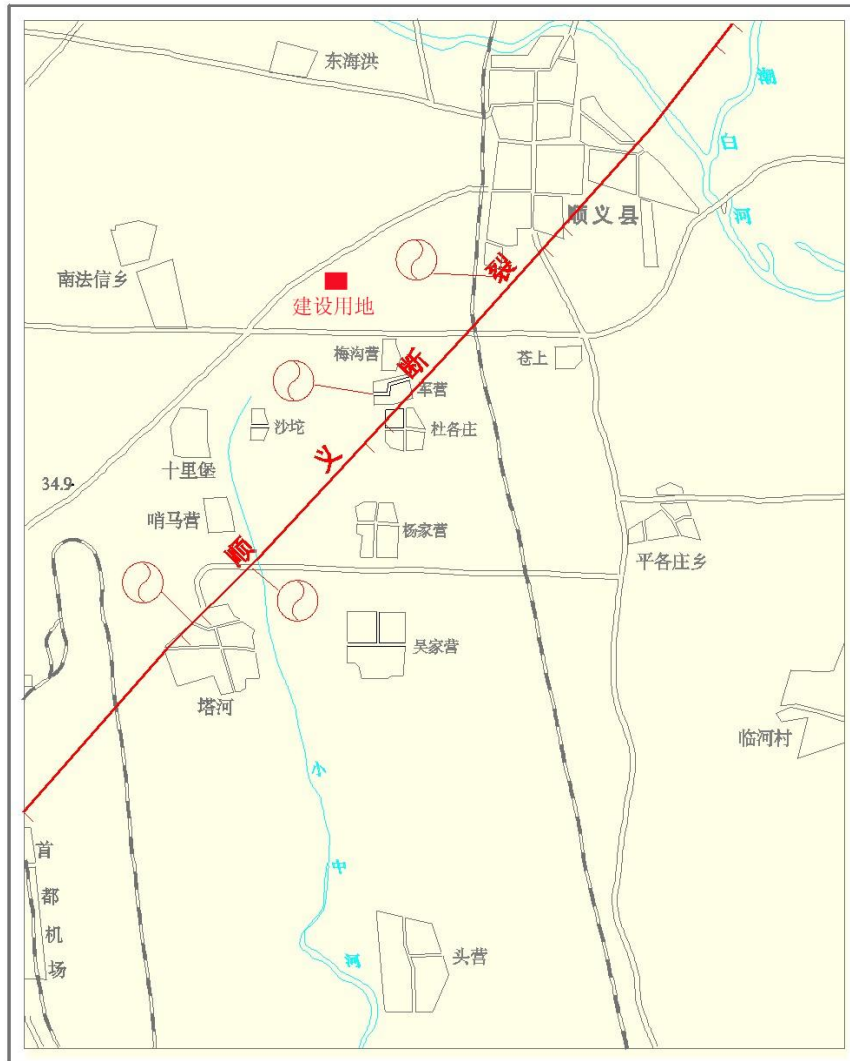 东海洪
潮白河
顺义县
南法信乡
建设用地
梅沟营
苍上
军营
沙坨
杜各庄
十里堡
34.9
哨马营
杨家营
平各庄乡
顺义断裂
吴家营
塔河
临河村
小中河
首都机场
头营